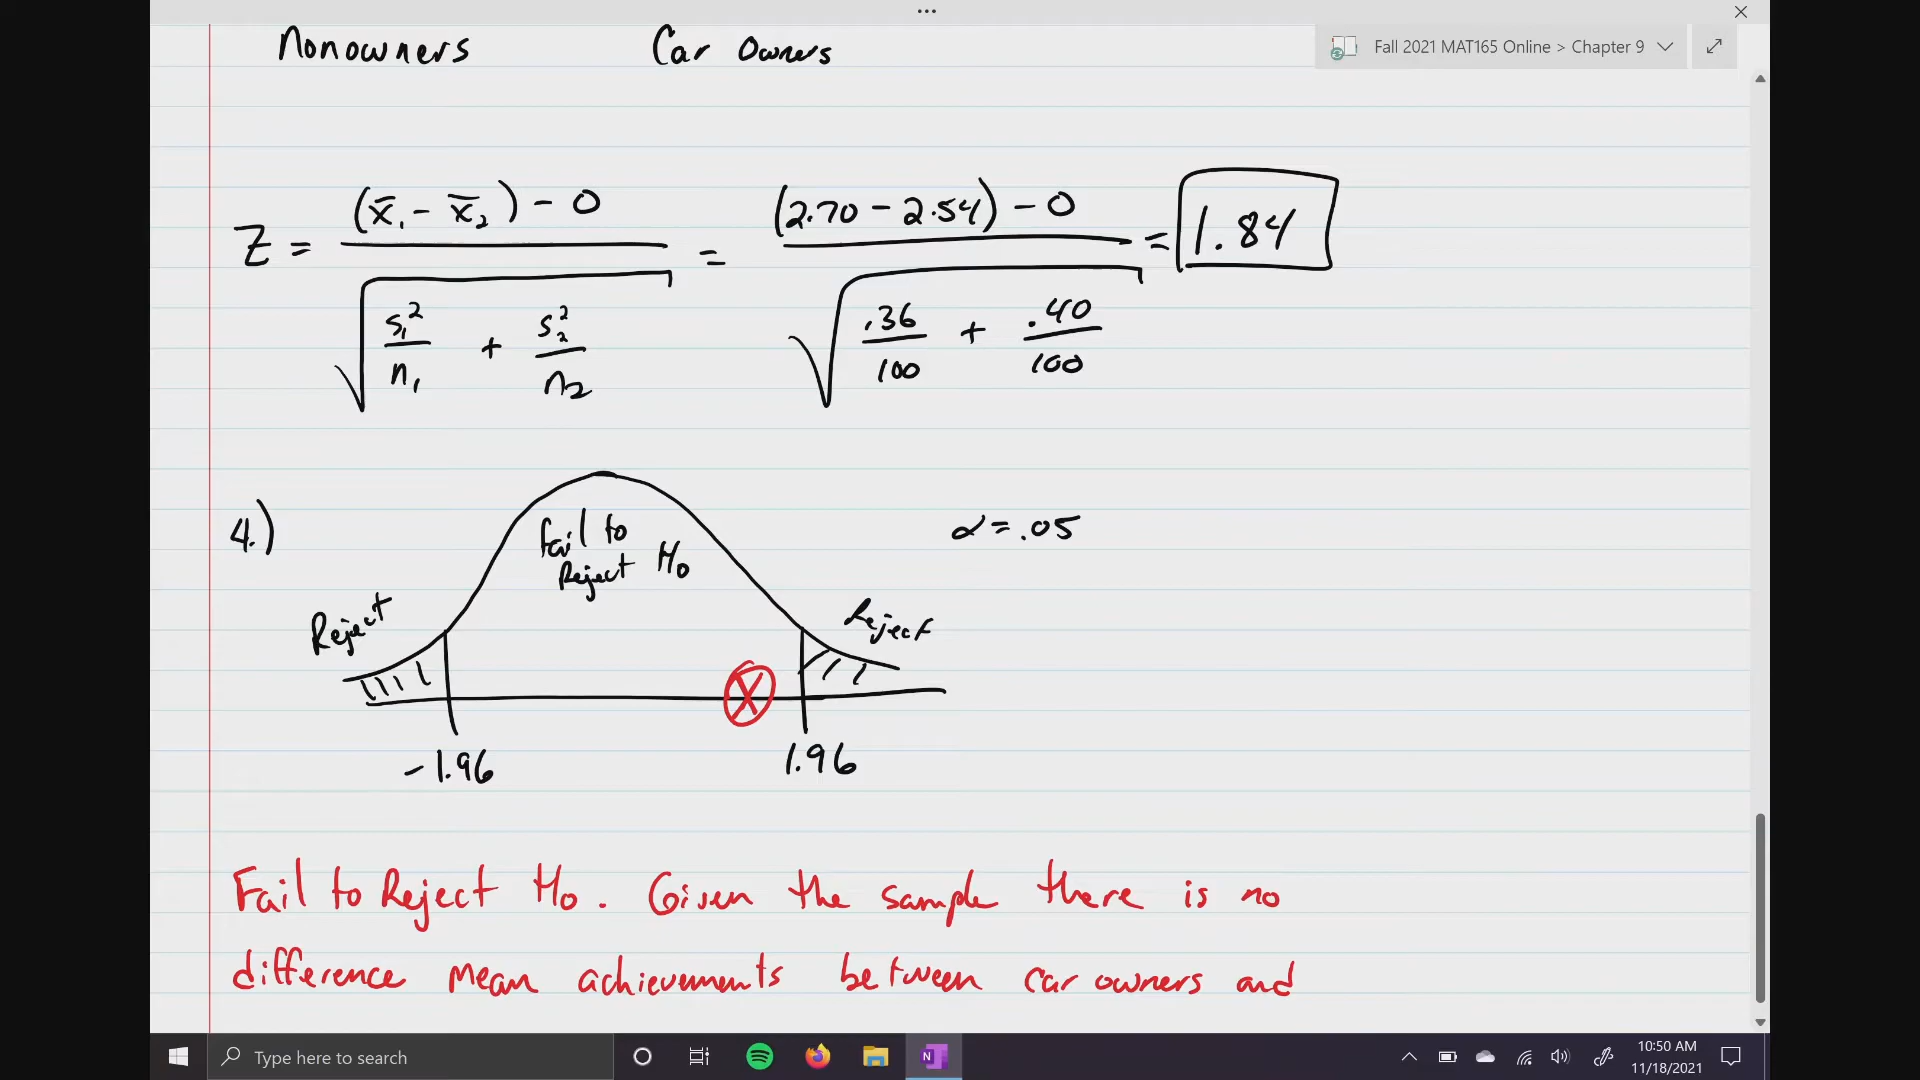 Nonowners Car Owners
Fall 2021 MAT165 Online > Chapter 9
Z = (x̄₁ - x̄₂) - 0 / √(s₁²/n₁ + s₂²/n₂) = (2.70 - 2.54) - 0 / √(.36/100 + .40/100) = 1.84
4.)
Fail to
Reject H₀
α = .05
Reject
Reject
X
-1.96
1.96
Fail to Reject H₀. Given the sample there is no
difference mean achievements between car owners and
Type here to search
N
10:50 AM
11/18/2021